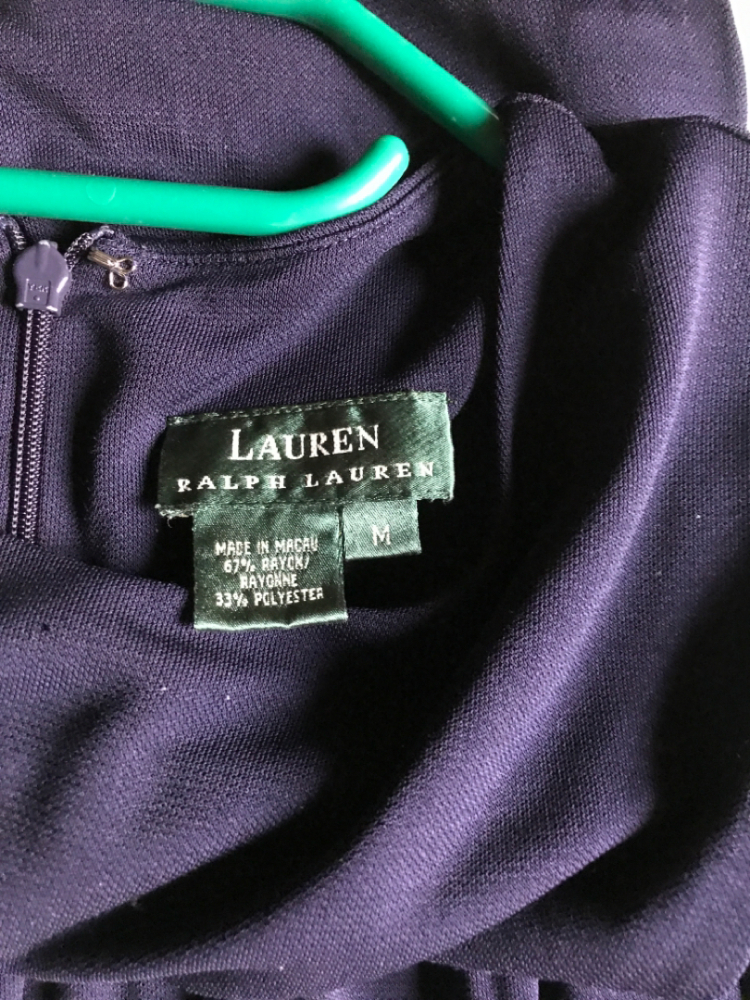 LAUREN
RALPH LAUREN
M
MADE IN MACAU
67% RAYON/
RAYONNE
33% POLYESTER